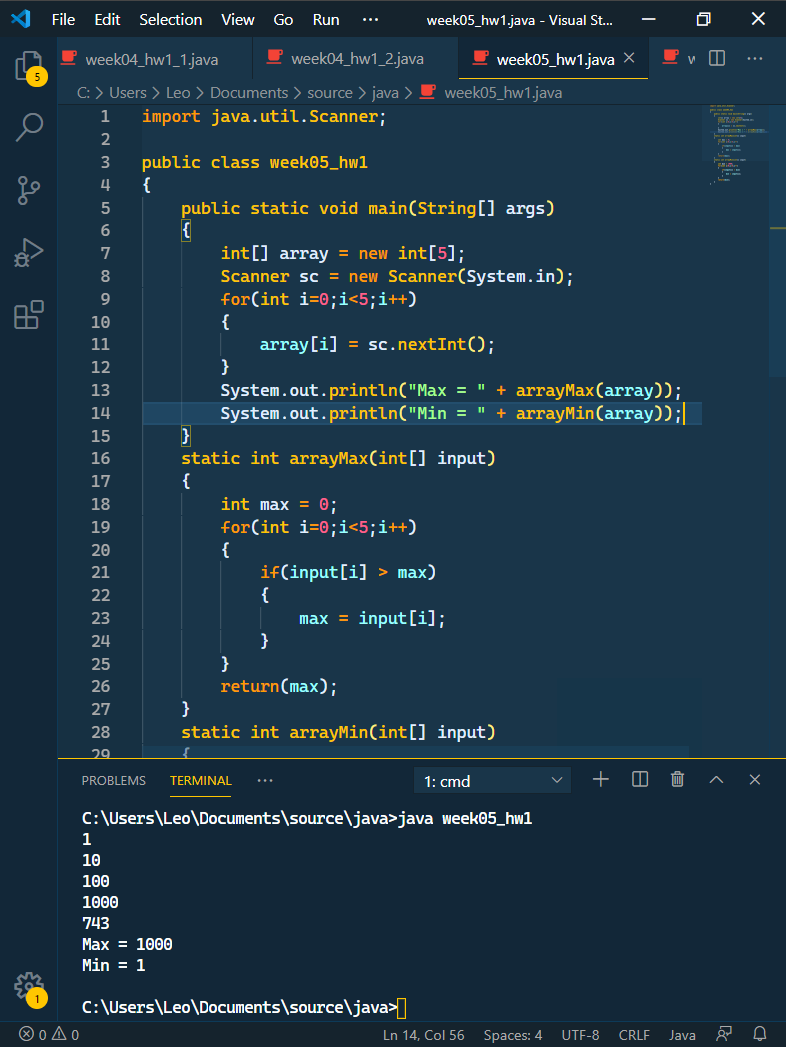 File Edit Selection View Go Run ··· week05_hw1.java - Visual St...
5
week04_hw1_1.java week04_hw1_2.java week05_hw1.java w
C: > Users > Leo > Documents > source > java > week05_hw1.java
1 import java.util.Scanner;
2
3 public class week05_hw1
4 {
5 public static void main(String[] args)
6 {
7 int[] array = new int[5];
8 Scanner sc = new Scanner(System.in);
9 for(int i=0;i<5;i++)
10 {
11 array[i] = sc.nextInt();
12 }
13 System.out.println("Max = " + arrayMax(array));
14 System.out.println("Min = " + arrayMin(array));
15 }
16 static int arrayMax(int[] input)
17 {
18 int max = 0;
19 for(int i=0;i<5;i++)
20 {
21 if(input[i] > max)
22 {
23 max = input[i];
24 }
25 }
26 return(max);
27 }
28 static int arrayMin(int[] input)
29 {
PROBLEMS TERMINAL ··· 1: cmd
C:\Users\Leo\Documents\source\java>java week05_hw1
1
10
100
1000
743
Max = 1000
Min = 1
C:\Users\Leo\Documents\source\java>
1
0 0 Ln 14, Col 56 Spaces: 4 UTF-8 CRLF Java